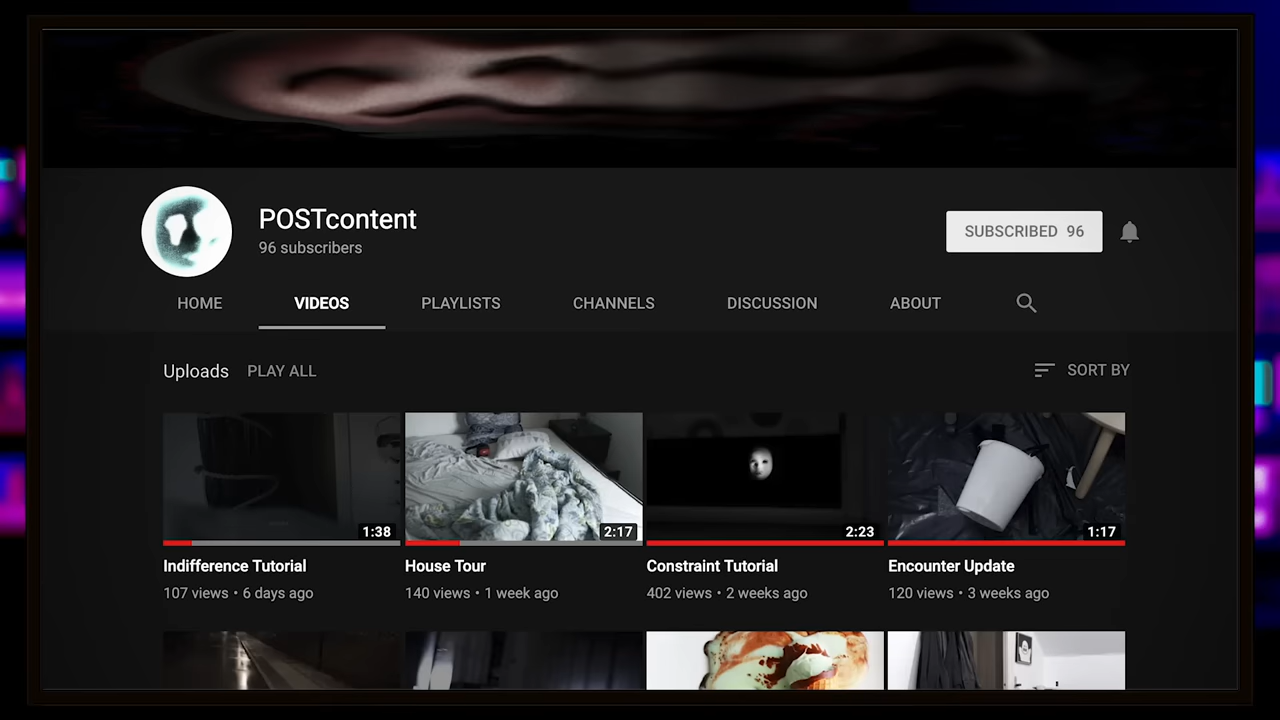 POSTcontent
96 subscribers
SUBSCRIBED 96
HOME VIDEOS PLAYLISTS CHANNELS DISCUSSION ABOUT
Uploads PLAY ALL SORT BY
1:38 2:17 2:23 1:17
Indifference Tutorial House Tour Constraint Tutorial Encounter Update
107 views • 6 days ago 140 views • 1 week ago 402 views • 2 weeks ago 120 views • 3 weeks ago